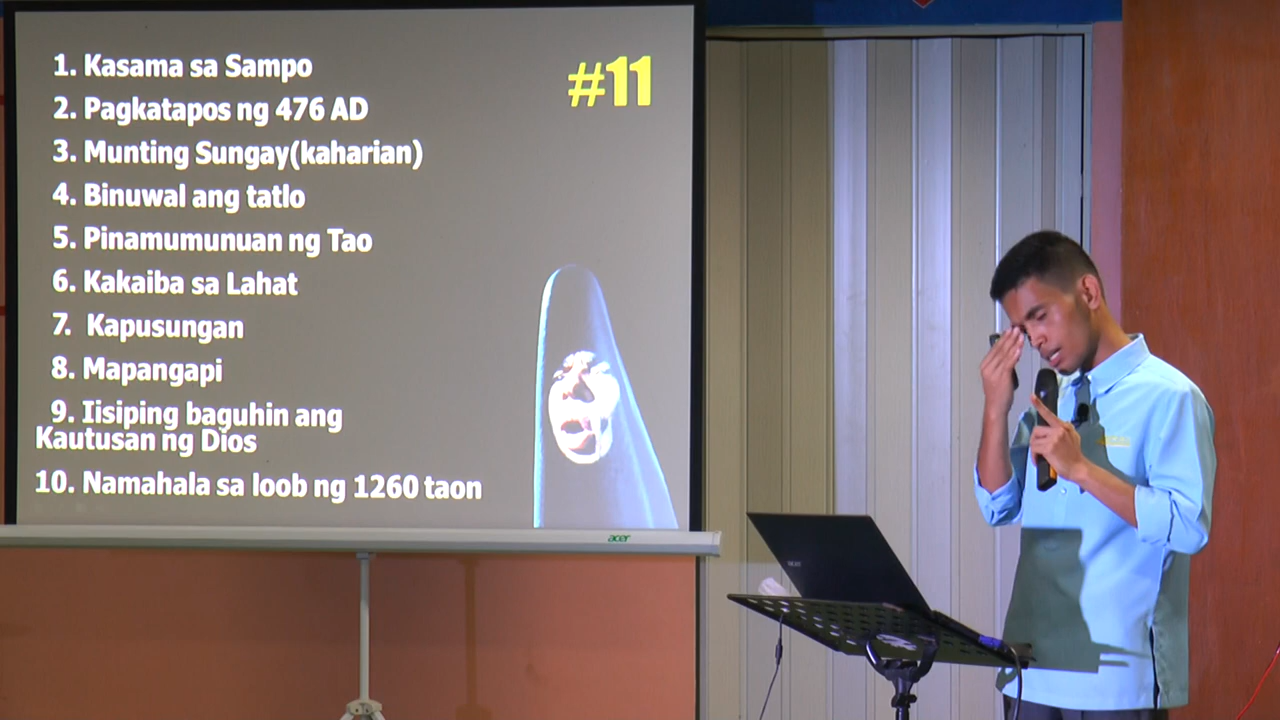 #11
1. Kasama sa Sampo
2. Pagkatapos ng 476 AD
3. Munting Sungay(kaharian)
4. Binuwal ang tatlo
5. Pinamumunuan ng Tao
6. Kakaiba sa Lahat
7. Kapusungan
8. Mapangapi
9. Iisiping baguhin ang
Kautusan ng Dios
10. Namahala sa loob ng 1260 taon
acer